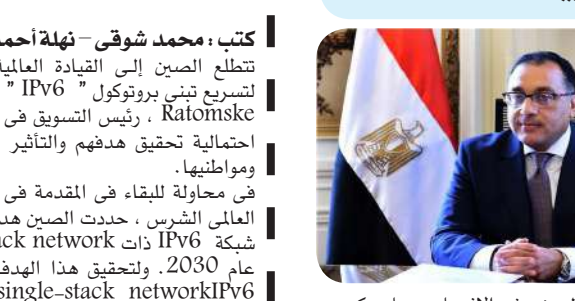 كتب : محمد شوقى – نهلة أحمد
تتطلع الصين إلى القيادة العالمية
لتسريع تبنى بروتوكول " IPv6 "
Ratomske ، رئيس التسويق فى
احتمالية تحقيق هدفهم والتأثير
ومواطنيها.
فى محاولة للبقاء فى المقدمة فى
العالمى الشرس ، حددت الصين
شبكة IPv6 ذات network
عام 2030. ولتحقيق هذا الهدف
single-stack networkIPv6